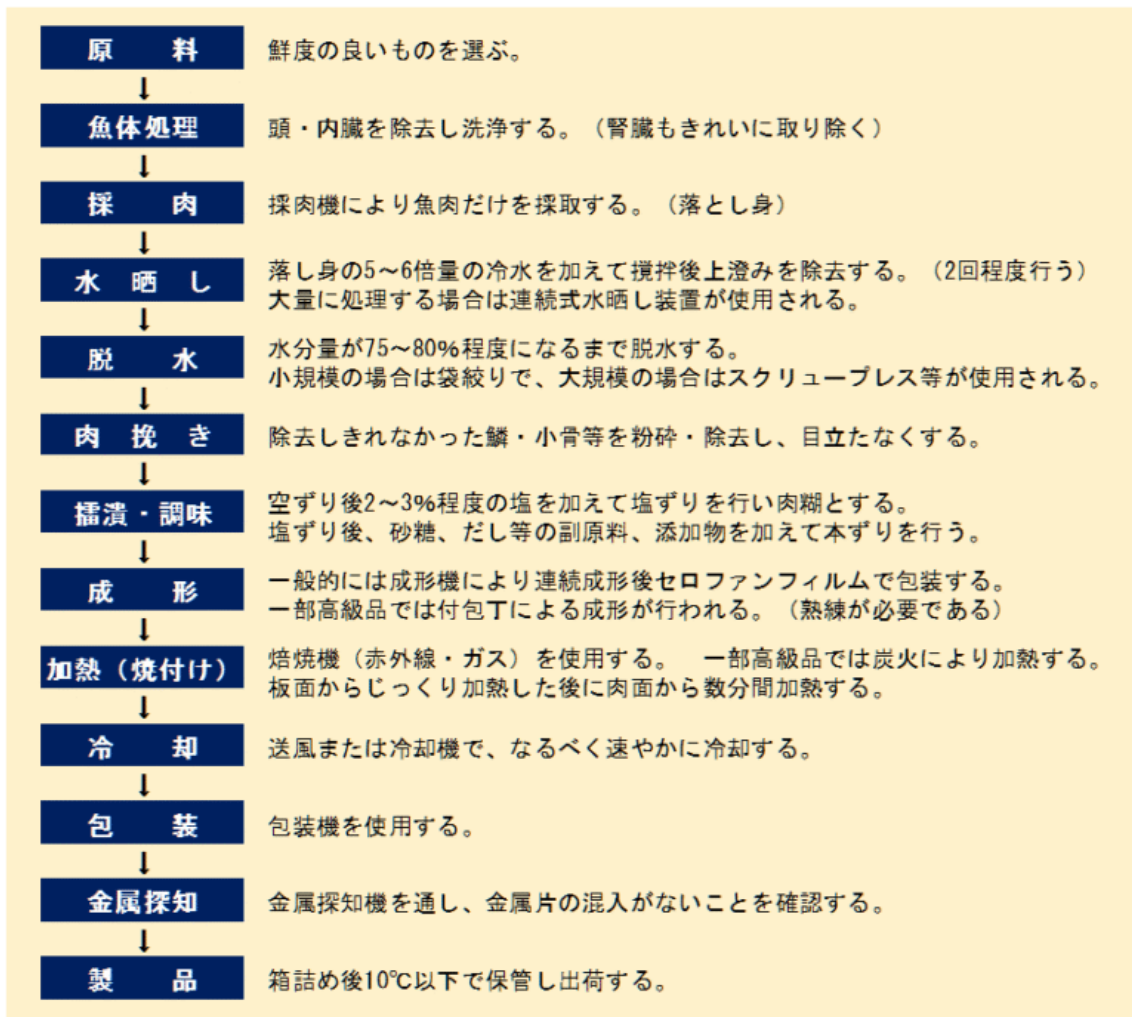 原料
鮮度の良いものを選ぶ。
↓
魚体処理
頭・内臓を除去し洗浄する。（腎臓もきれいに取り除く）
↓
採肉
採肉機により魚肉だけを採取する。（落とし身）
↓
水晒し
落し身の5～6倍量の冷水を加えて撹拌後上澄みを除去する。（2回程度行う）
大量に処理する場合は連続式水晒し装置が使用される。
↓
脱水
水分量が75～80%程度になるまで脱水する。
小規模の場合は袋絞りで、大規模の場合はスクリュープレス等が使用される。
↓
肉挽き
除去しきれなかった鱗・小骨等を粉砕・除去し、目立たなくする。
↓
擂潰・調味
空ずり後2～3%程度の塩を加えて塩ずりを行い肉糊とする。
塩ずり後、砂糖、だし等の副原料、添加物を加えて本ずりを行う。
↓
成形
一般的には成形機により連続成形後セロファンフィルムで包装する。
一部高級品では付包丁による成形が行われる。（熟練が必要である）
↓
加熱（焼付け）
焙焼機（赤外線・ガス）を使用する。　一部高級品では炭火により加熱する。
板面からじっくり加熱した後に肉面から数分間加熱する。
↓
冷却
送風または冷却機で、なるべく速やかに冷却する。
↓
包装
包装機を使用する。
↓
金属探知
金属探知機を通し、金属片の混入がないことを確認する。
↓
製品
箱詰め後10℃以下で保管し出荷する。